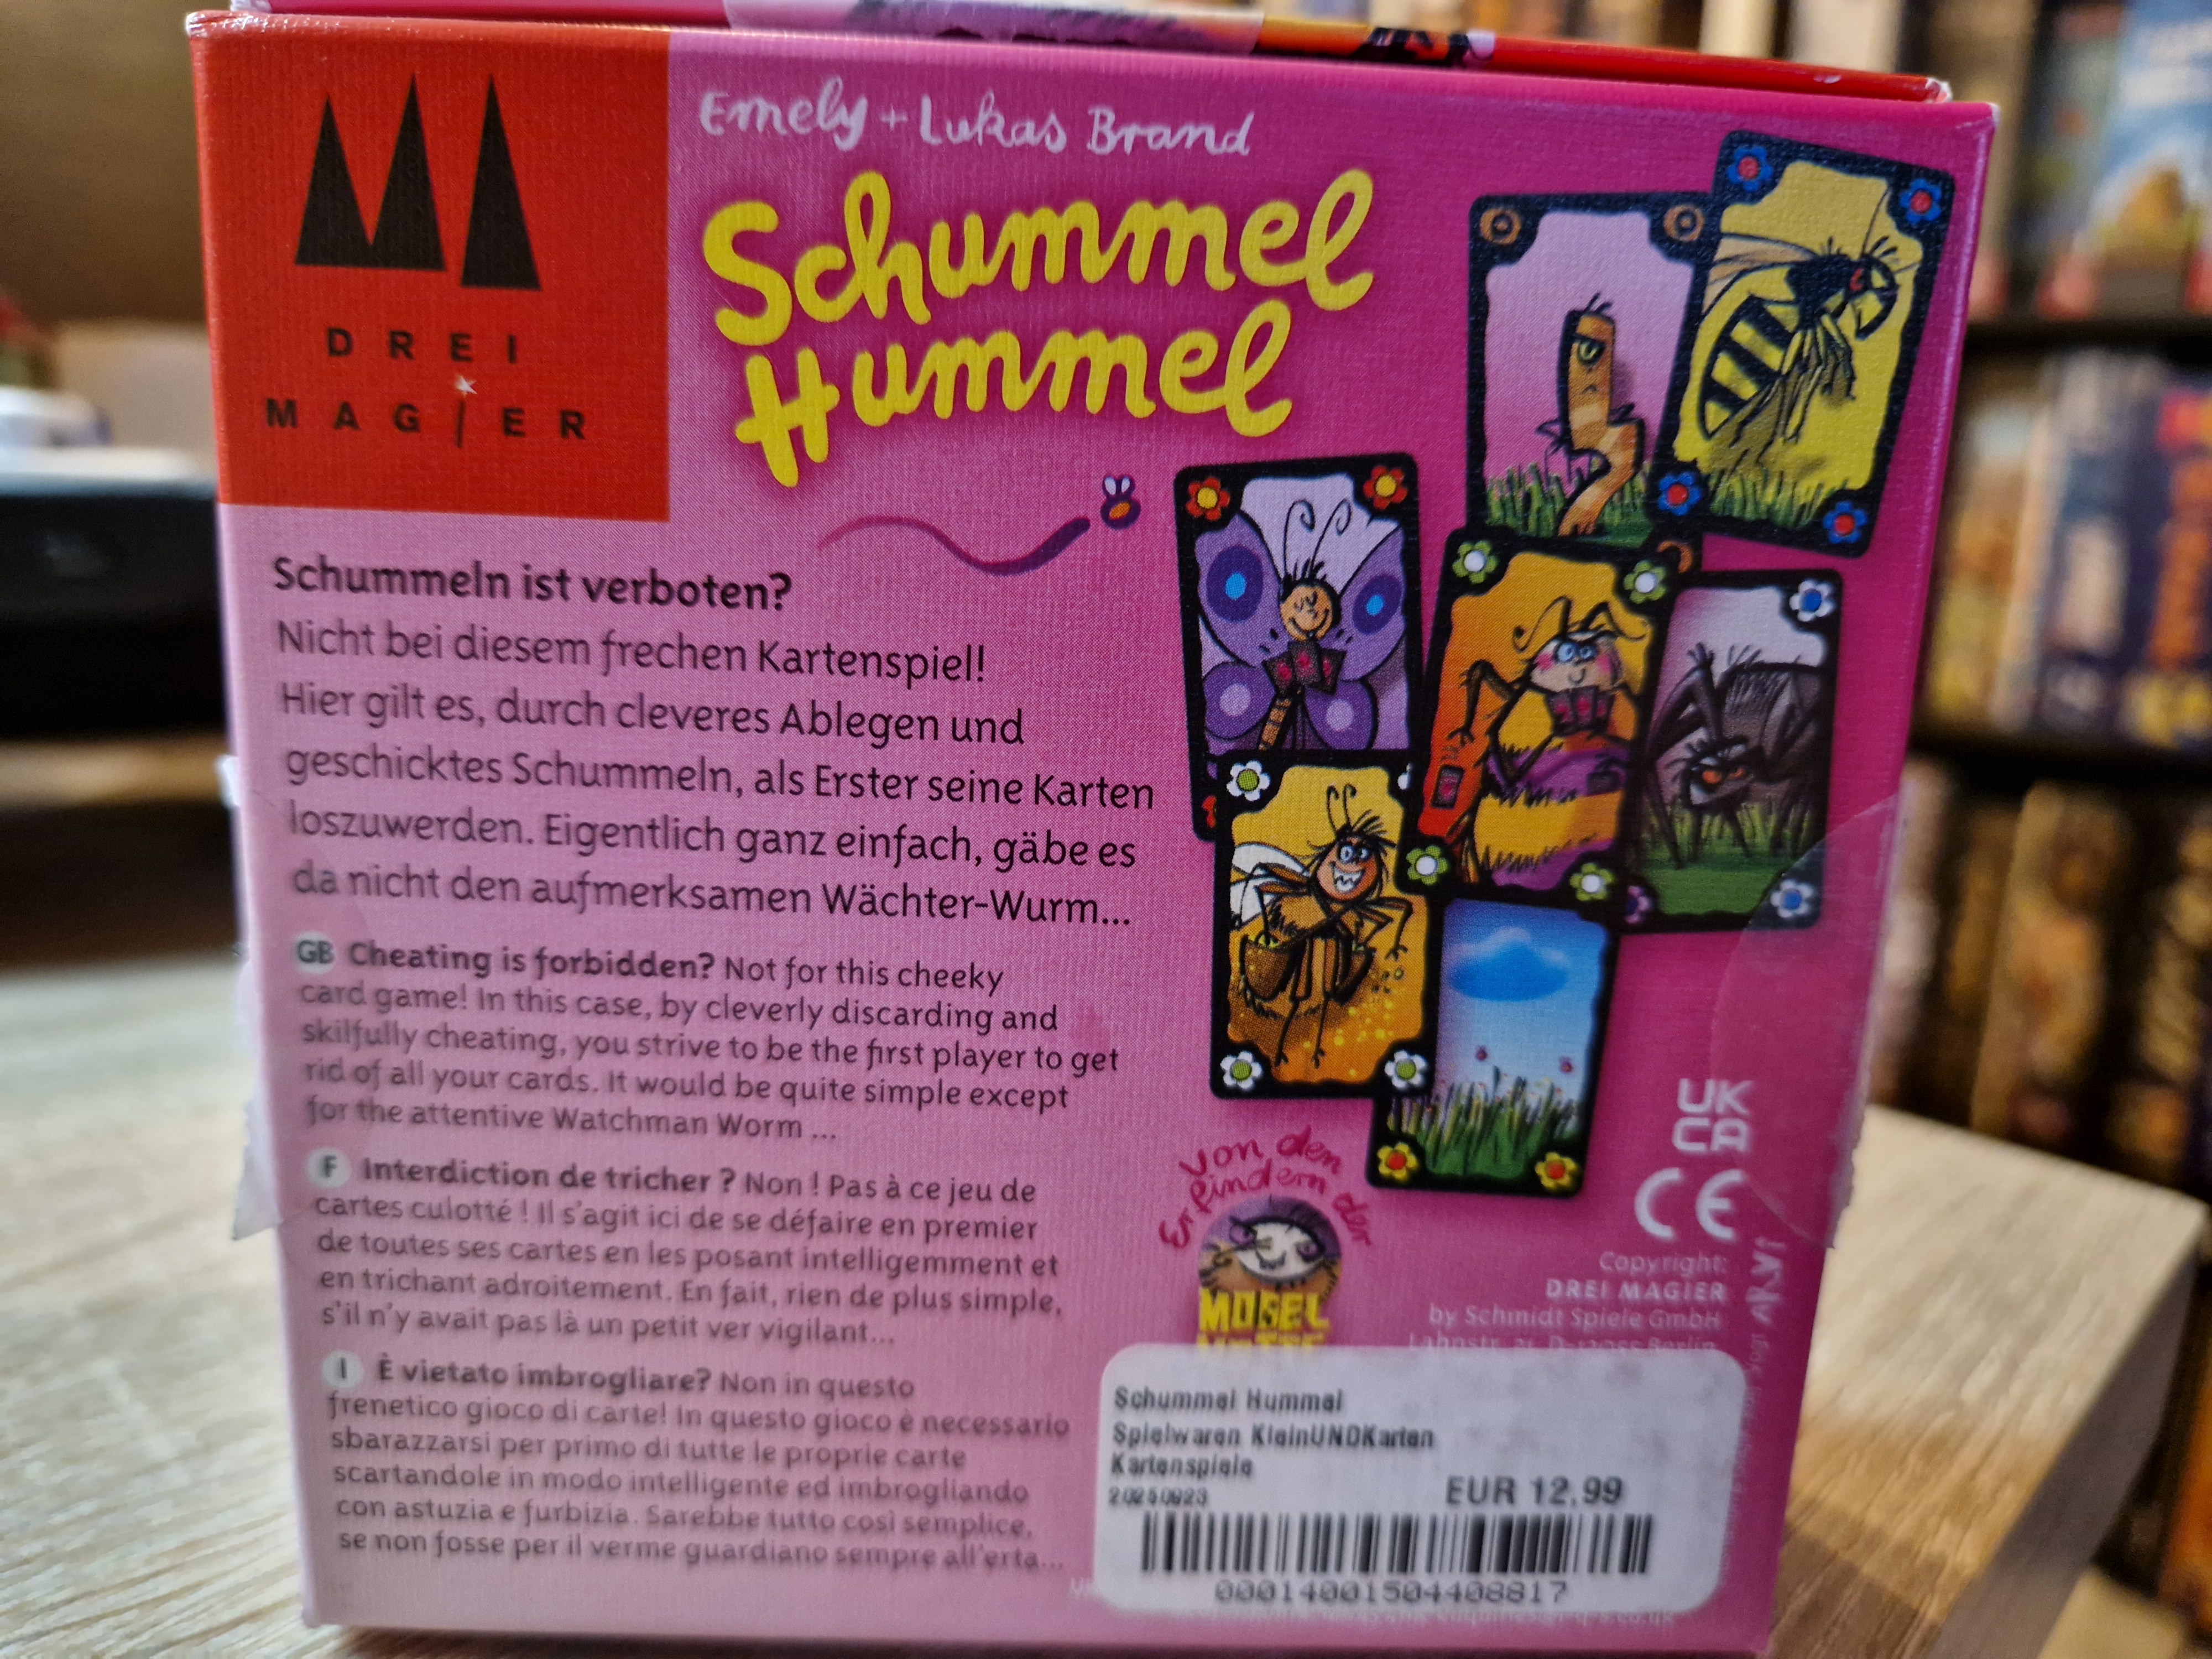 DREI
MAGIER
Emely + Lukas Brand
Schummel
Hummel
Schummeln ist verboten?
Nicht bei diesem frechen Kartenspiel!
Hier gilt es, durch cleveres Ablegen und
geschicktes Schummeln, als Erster seine Karten
loszuwerden. Eigentlich ganz einfach, gäbe es
da nicht den aufmerksamen Wächter-Wurm...
GB Cheating is forbidden? Not for this cheeky
card game! In this case, by cleverly discarding and
skilfully cheating, you strive to be the first player to get
rid of all your cards. It would be quite simple except
for the attentive Watchman Worm ...
F Interdiction de tricher ? Non ! Pas à ce jeu de
cartes culotté ! Il s'agit ici de se défaire en premier
de toutes ses cartes en les posant intelligemment et
en trichant adroitement. En fait, rien de plus simple,
s'il n'y avait pas là un petit ver vigilant...
I È vietato imbrogliare? Non in questo
frenetico gioco di carte! In questo gioco è necessario
sbarazzarsi per primo di tutte le proprie carte
scartandole in modo intelligente ed imbrogliando
con astuzia e furbizia. Sarebbe tutto così semplice,
se non fosse per il verme guardiano sempre all'erta...
Von den
Erfindern der
MOGEL
MOTTE
UK
CA
CE
Copyright:
DREI MAGIER
by Schmidt Spiele GmbH
Lahnstr. 21, D-12055 Berlin
Schummel Hummel
Spielwaren KleinUNDKarten
Kartenspiele
EUR 12,99
00014001504408817